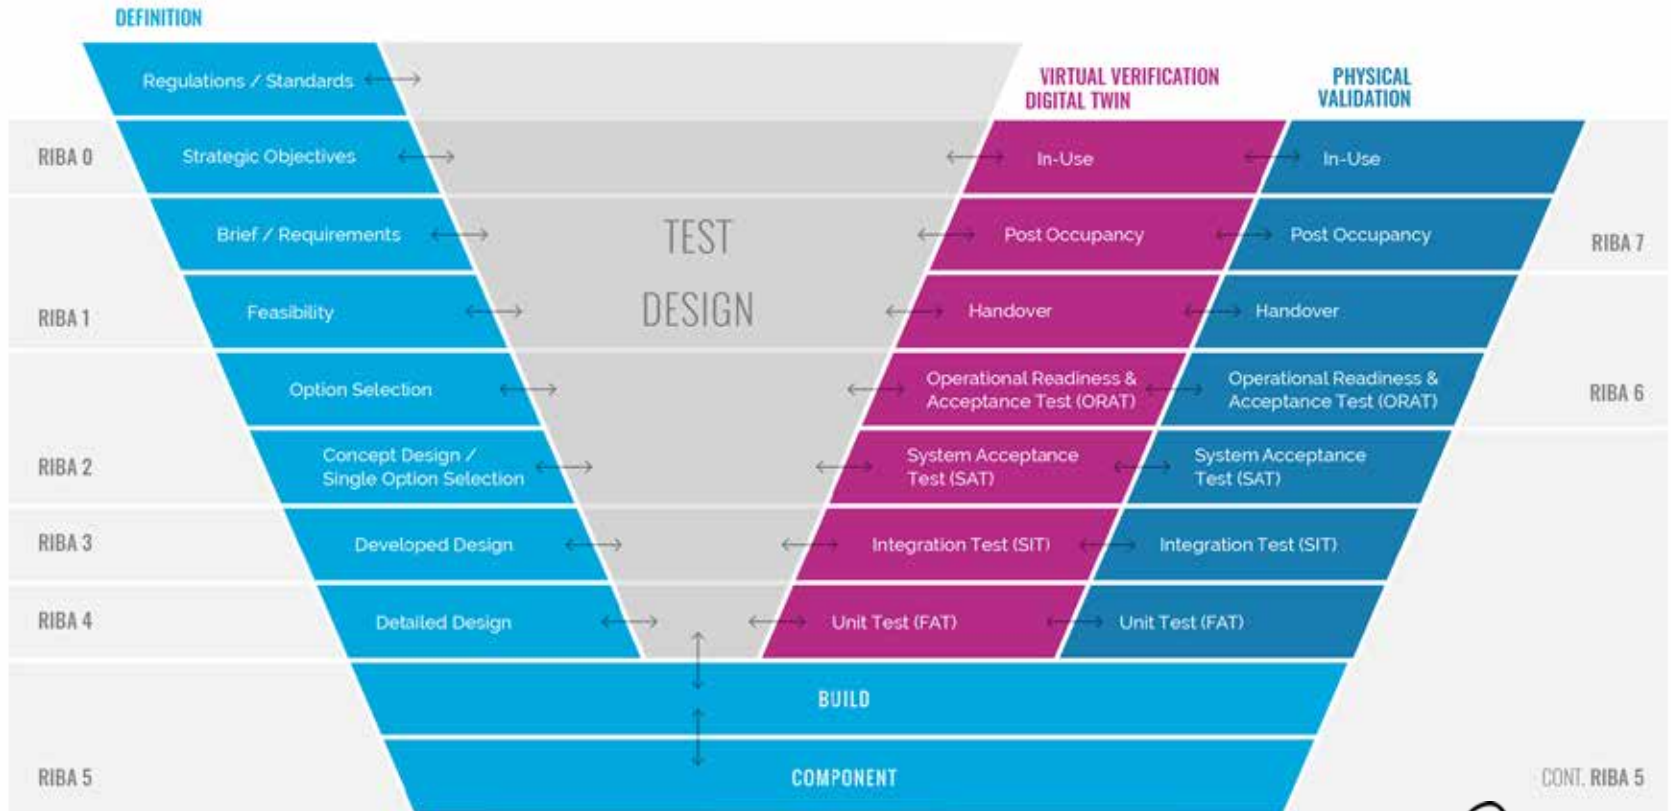 DEFINITION
Regulations / Standards
VIRTUAL VERIFICATION
DIGITAL TWIN
PHYSICAL
VALIDATION
RIBA 0
Strategic Objectives
In-Use
In-Use
Brief / Requirements
TEST
DESIGN
Post Occupancy
Post Occupancy
RIBA 7
RIBA 1
Feasibility
Handover
Handover
Option Selection
Operational Readiness &
Acceptance Test (ORAT)
Operational Readiness &
Acceptance Test (ORAT)
RIBA 6
RIBA 2
Concept Design /
Single Option Selection
System Acceptance
Test (SAT)
System Acceptance
Test (SAT)
RIBA 3
Developed Design
Integration Test (SIT)
Integration Test (SIT)
RIBA 4
Detailed Design
Unit Test (FAT)
Unit Test (FAT)
BUILD
RIBA 5
COMPONENT
CONT. RIBA 5